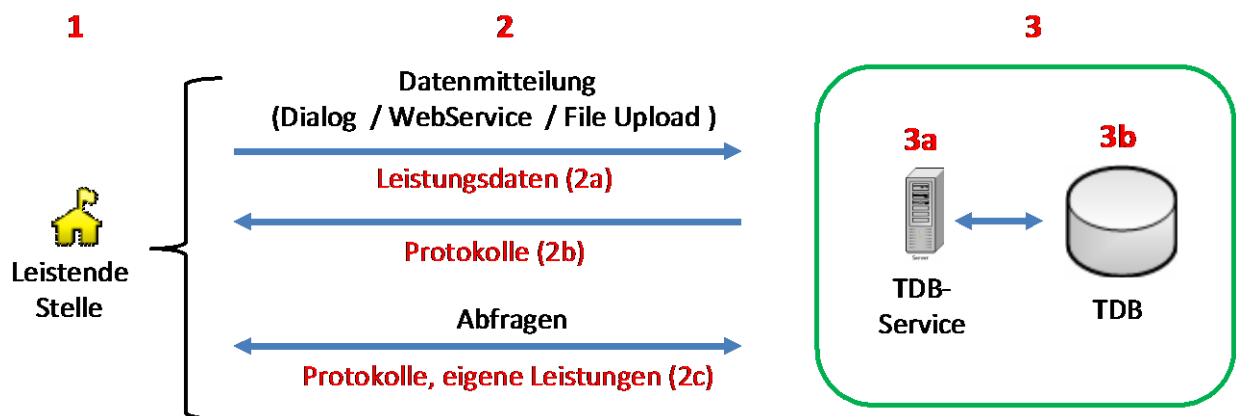 1
2
3
Datenmitteilung
(Dialog / WebService / File Upload )
Leistungsdaten (2a)
Protokolle (2b)
Leistende
Stelle
Abfragen
Protokolle, eigene Leistungen (2c)
3a
3b
Server
TDB-
Service
TDB